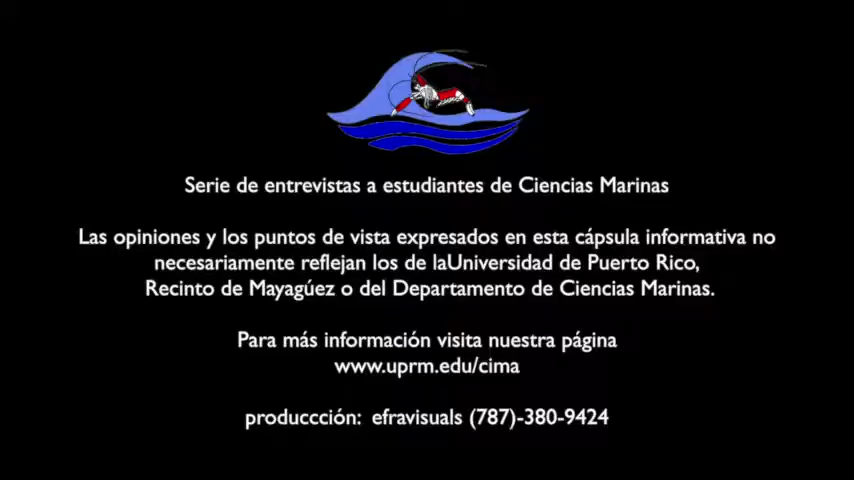 Serie de entrevistas a estudiantes de Ciencias Marinas
Las opiniones y los puntos de vista expresados en esta cápsula informativa no
necesariamente reflejan los de laUniversidad de Puerto Rico,
Recinto de Mayagúez o del Departamento de Ciencias Marinas.
Para más información visita nuestra página
www.uprm.edu/cima
produccción: efravisuals (787)-380-9424